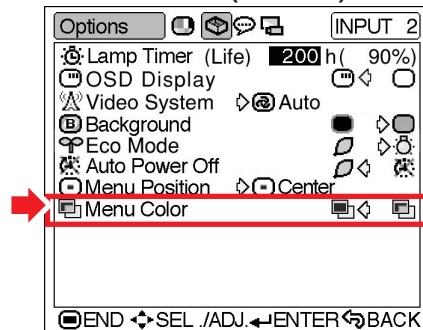 Options INPUT 2
Lamp Timer (Life) 200 h( 90%)
OSD Display
Video System Auto
B Background
Eco Mode
Auto Power Off
Menu Position Center
Menu Color
END SEL ./ADJ. ENTER BACK